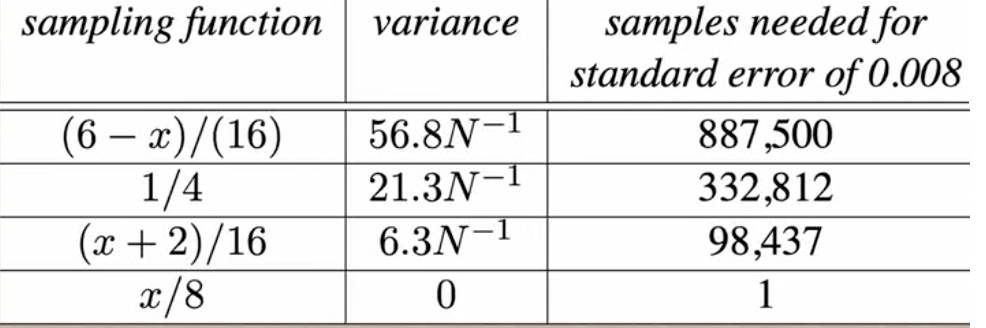 sampling function variance samples needed for
standard error of 0.008
(6 − x)/(16) 56.8N⁻¹ 887,500
1/4 21.3N⁻¹ 332,812
(x + 2)/16 6.3N⁻¹ 98,437
x/8 0 1